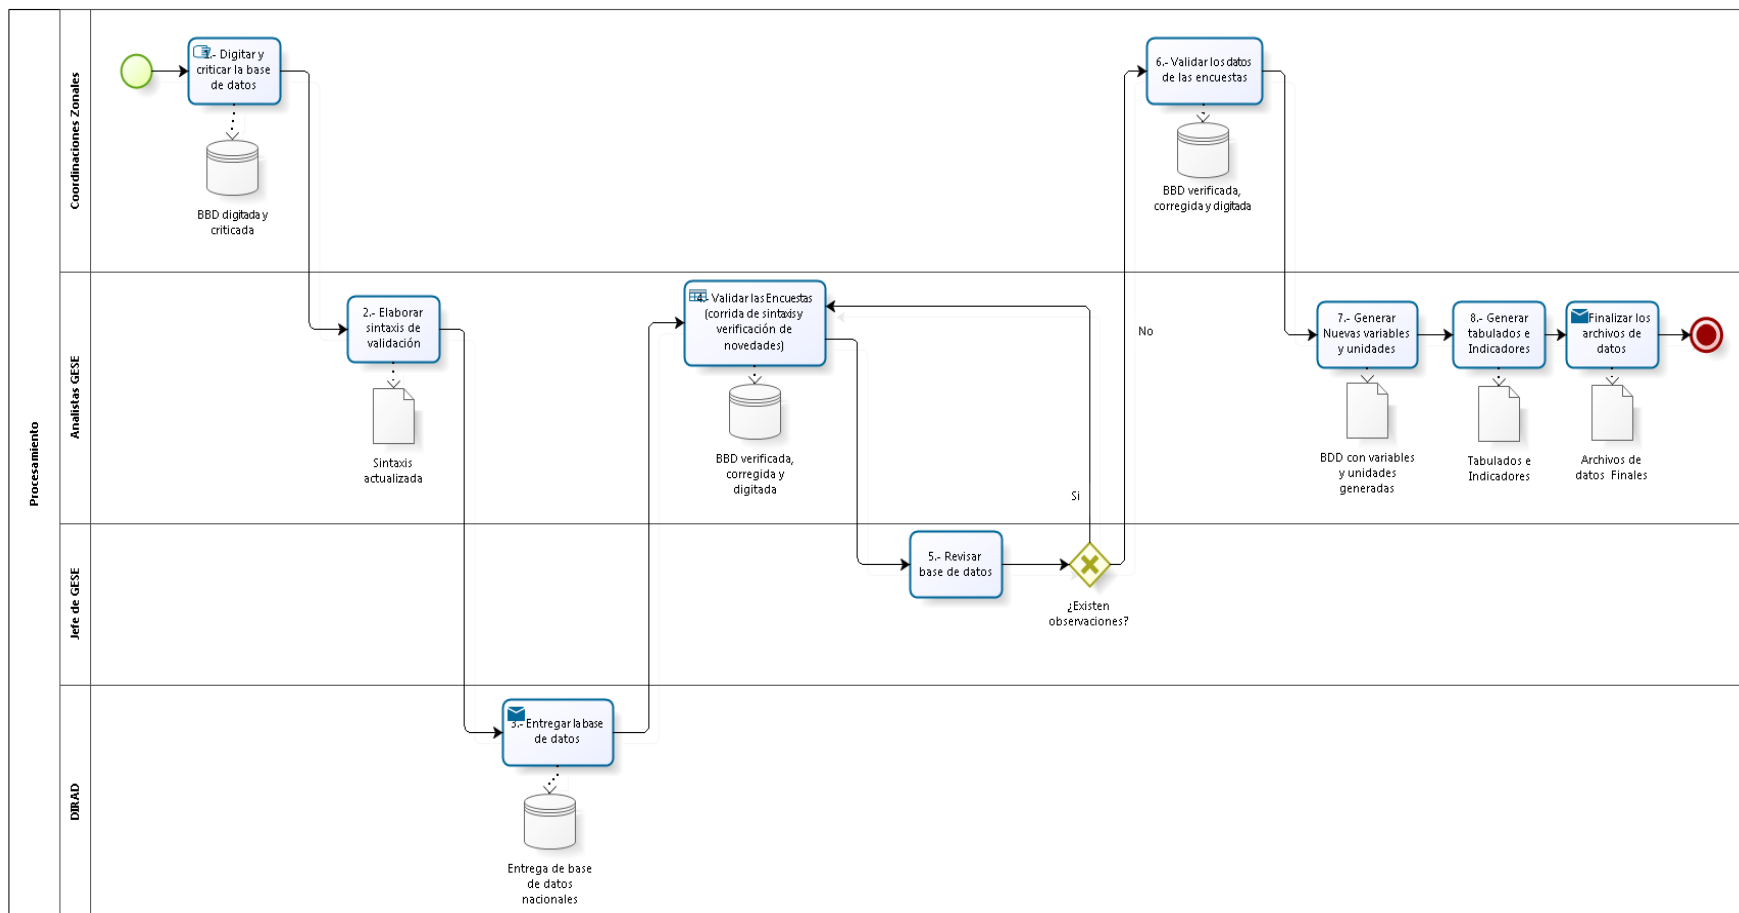 Procesamiento
Coordinaciones Zonales
1.- Digitar y
criticar la base
de datos
BBD digitada y
criticada
6.- Validar los datos
de las encuestas
BBD verificada,
corregida y digitada
Analistas GESE
2.- Elaborar
sintaxis de
validación
Sintaxis
actualizada
4.- Validar las Encuestas
(corrida de sintaxis y
verificación de
novedades)
BBD verificada,
corregida y
digitada
Si
No
7.- Generar
Nuevas variables
y unidades
BDD con variables
y unidades
generadas
8.- Generar
tabulados e
Indicadores
Tabulados e
Indicadores
Finalizar los
archivos de
datos
Archivos de
datos Finales
Jefe de GESE
5.- Revisar
base de datos
¿Existen
observaciones?
DIRAD
3.- Entregar la base
de datos
Entrega de base
de datos
nacionales